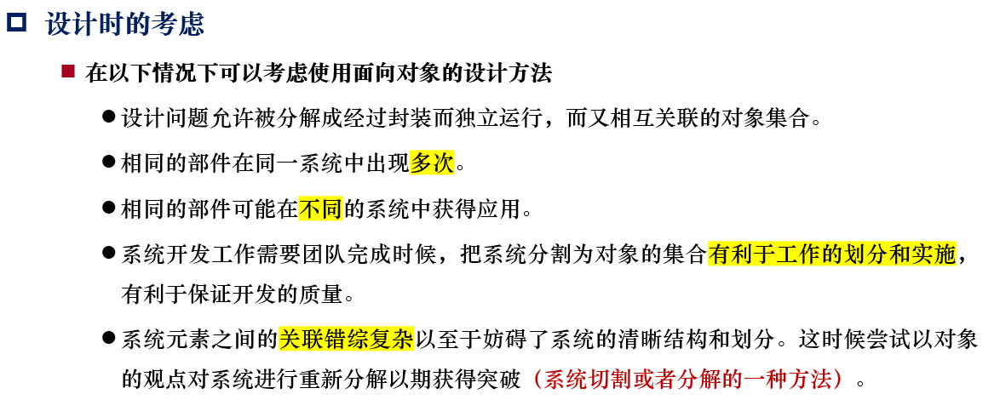 设计时的考虑
在以下情况下可以考虑使用面向对象的设计方法
设计问题允许被分解成经过封装而独立运行，而又相互关联的对象集合。
相同的部件在同一系统中出现多次。
相同的部件可能在不同的系统中获得应用。
系统开发工作需要团队完成时候，把系统分割为对象的集合有利于工作的划分和实施，
有利于保证开发的质量。
系统元素之间的关联错综复杂以至于妨碍了系统的清晰结构和划分。这时候尝试以对象
的观点对系统进行重新分解以期获得突破（系统切割或者分解的一种方法）。